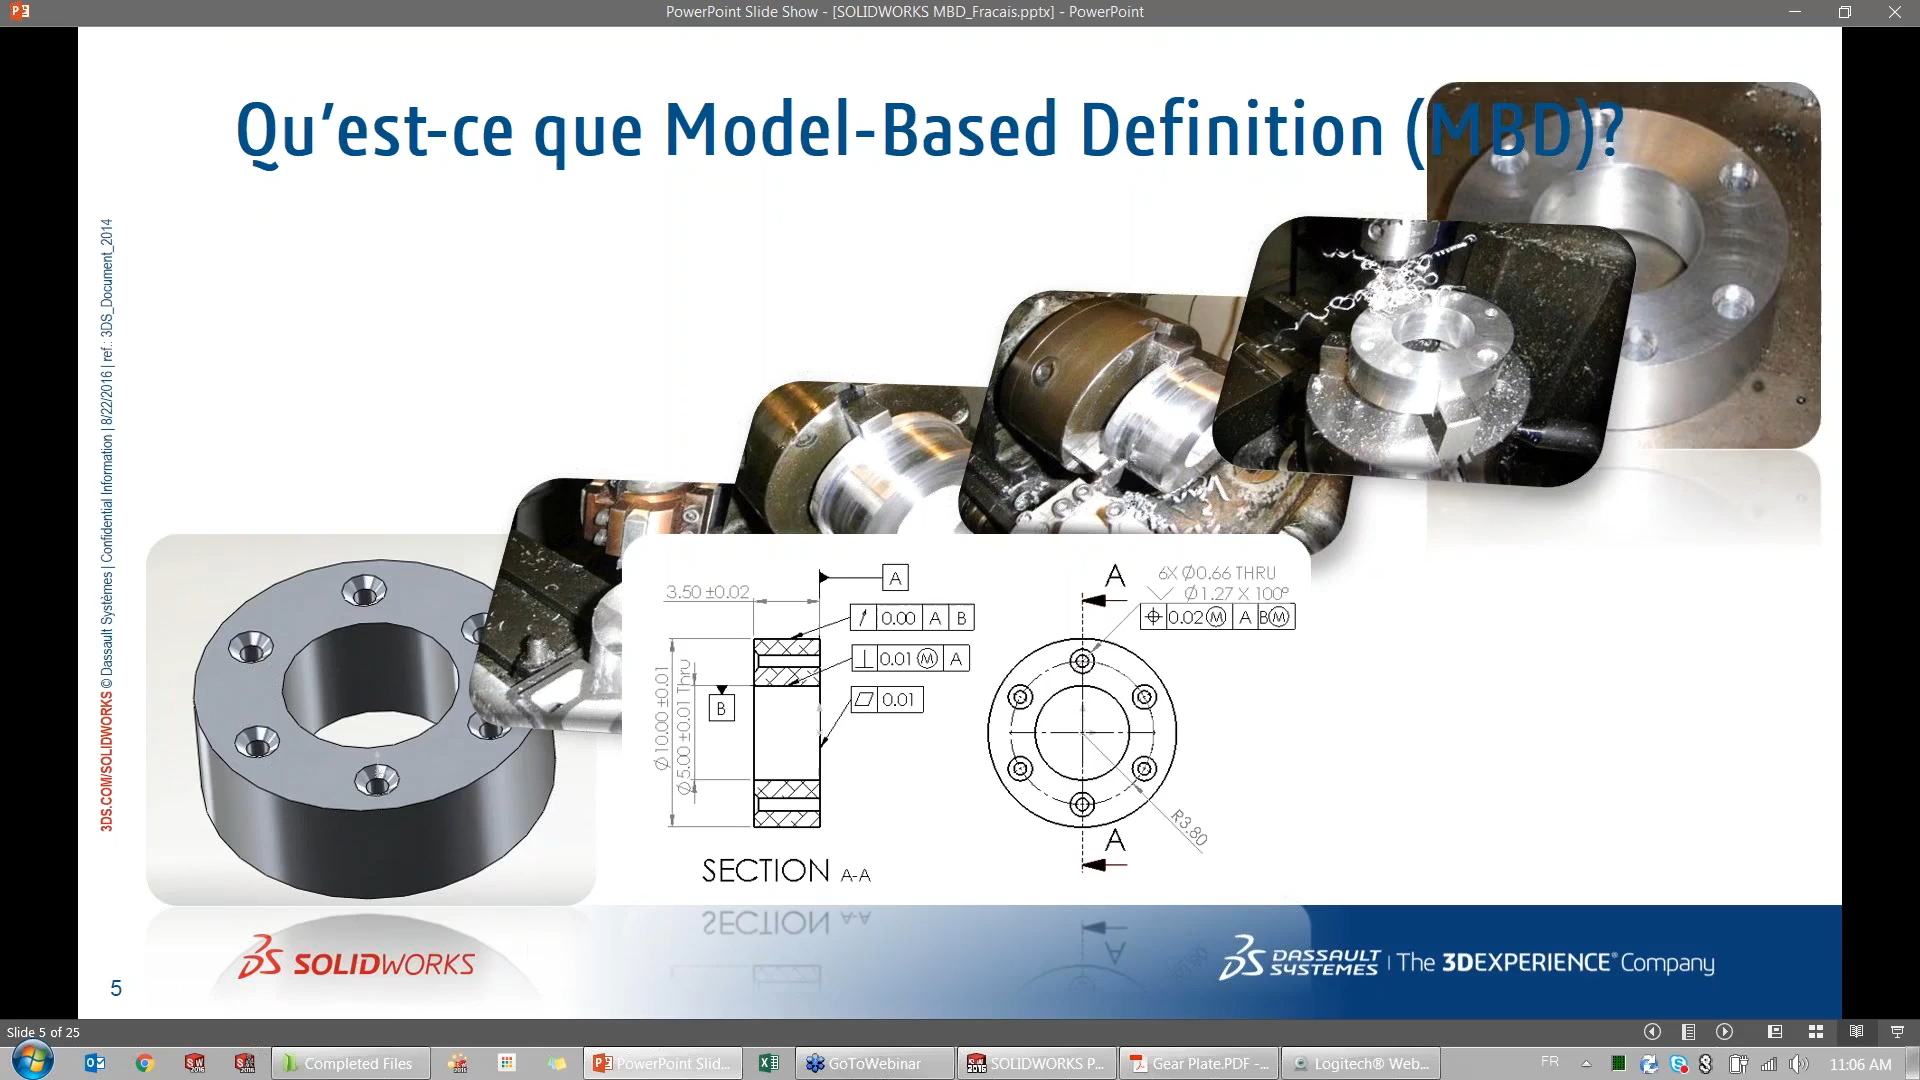 PowerPoint Slide Show - [SOLIDWORKS MBD_Fracais.pptx] - PowerPoint
Qu'est-ce que Model-Based Definition (MBD)?
3DS.COM/SOLIDWORKS © Dassault Systèmes | Confidential Information | 8/22/2016 | ref.: 3DS_Document_2014
3.50 ±0.02
A
0.00 A B
0.01 Ⓜ A
0.01
B
Ø10.00 ±0.01
Ø5.00 ±0.01 Thru
SECTION A-A
A
6X Ø0.66 THRU
Ø1.27 X 100°
0.02 Ⓜ A BⓂ
R3.80
A
SOLIDWORKS
DASSAULT SYSTEMES | The 3DEXPERIENCE® Company
5
Slide 5 of 25
Completed Files
PowerPoint Slid...
GoToWebinar
SOLIDWORKS P...
Gear Plate.PDF -...
Logitech® Web...
FR
11:06 AM